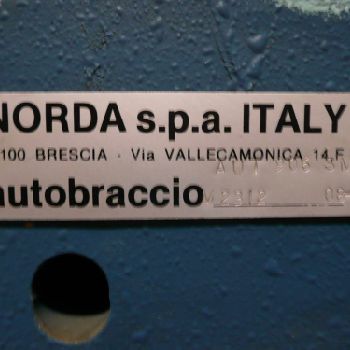 NORDA s.p.a. ITALY
100 BRESCIA · Via VALLECAMONICA 14 F
autobraccio